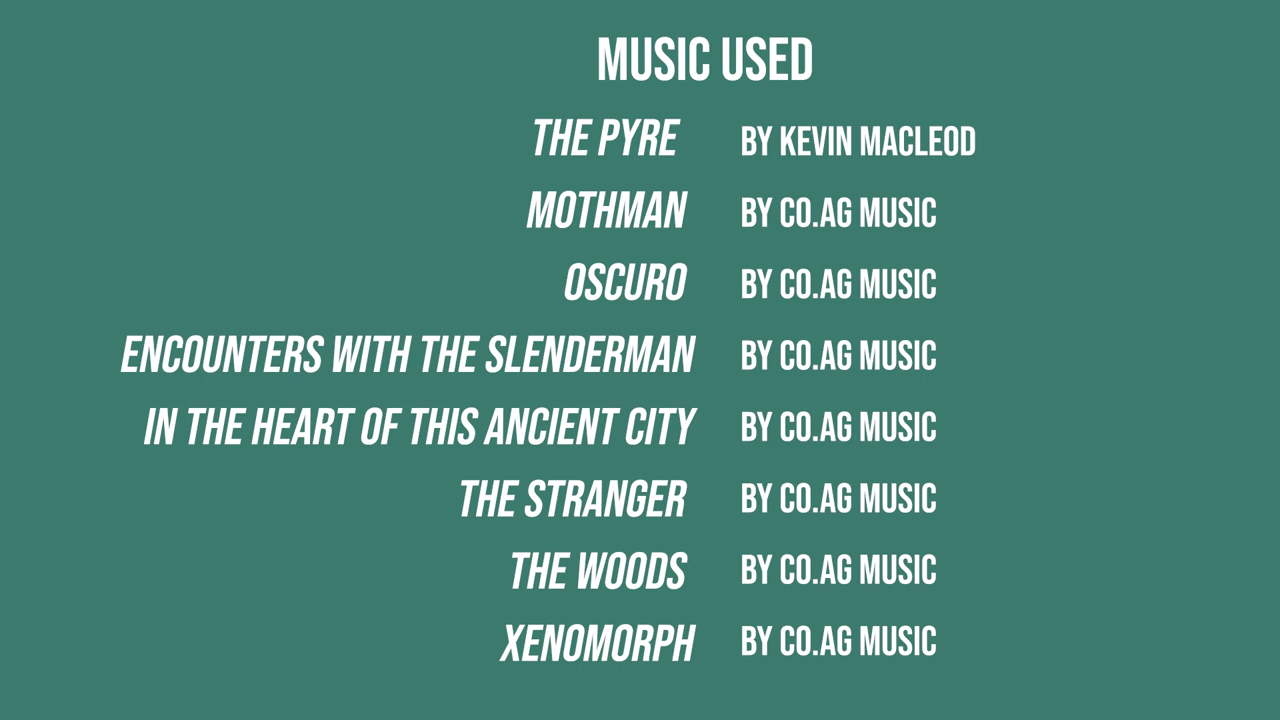 MUSIC USED
THE PYRE BY KEVIN MACLEOD
MOTHMAN BY CO.AG MUSIC
OSCURO BY CO.AG MUSIC
ENCOUNTERS WITH THE SLENDERMAN BY CO.AG MUSIC
IN THE HEART OF THIS ANCIENT CITY BY CO.AG MUSIC
THE STRANGER BY CO.AG MUSIC
THE WOODS BY CO.AG MUSIC
XENOMORPH BY CO.AG MUSIC